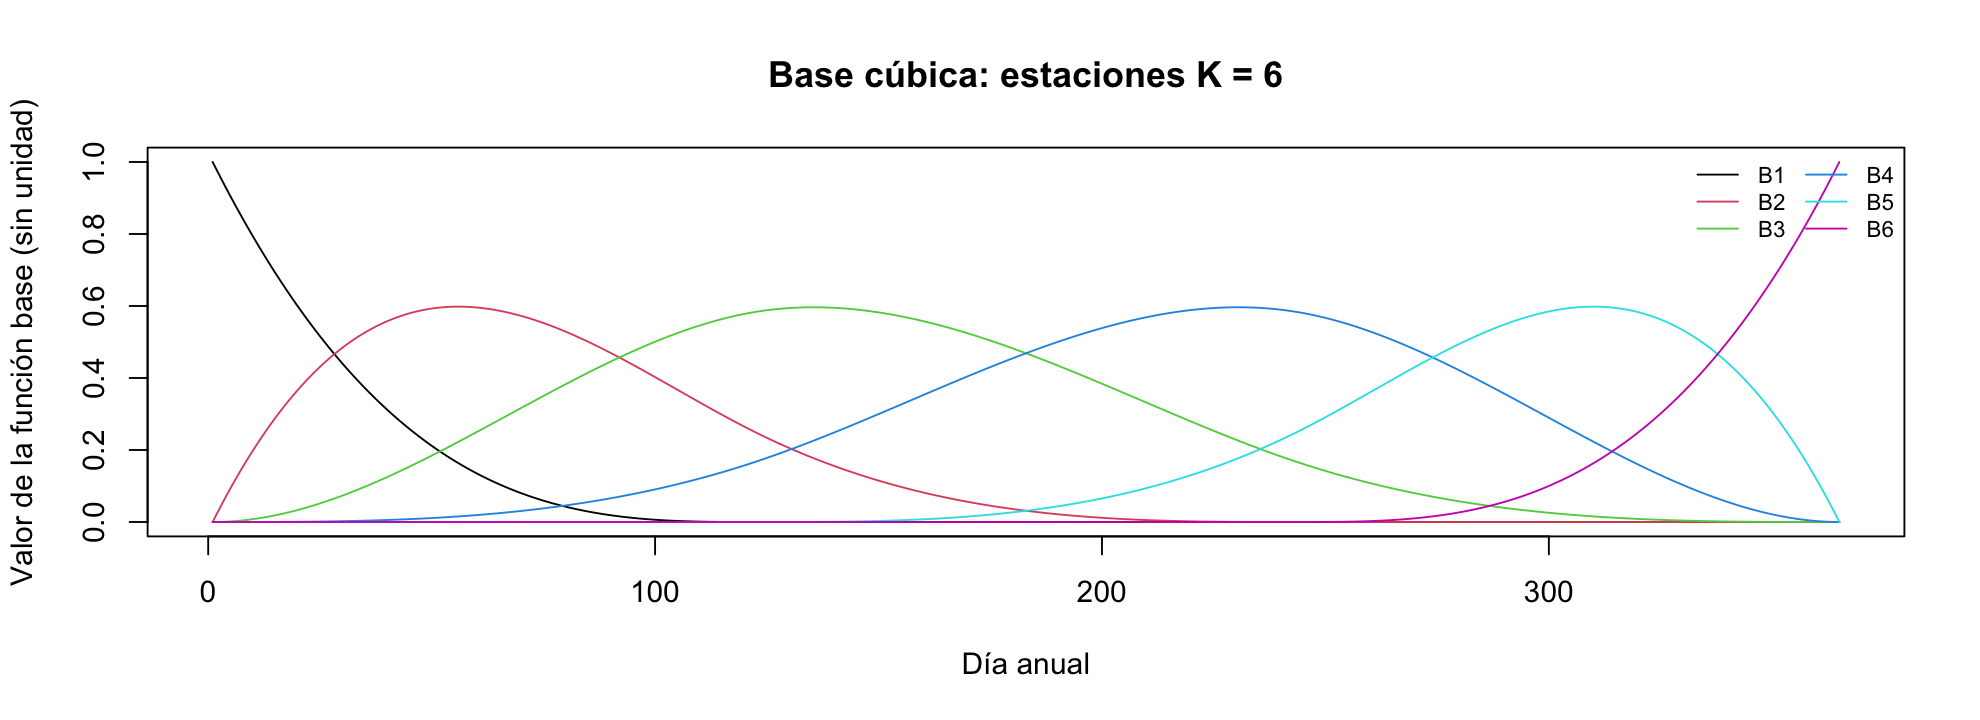 Base cúbica: estaciones K = 6
Valor de la función base (sin unidad)
1.0
0.8
0.6
0.4
0.2
0.0
B1 B4
B2 B5
B3 B6
0 100 200 300
Día anual